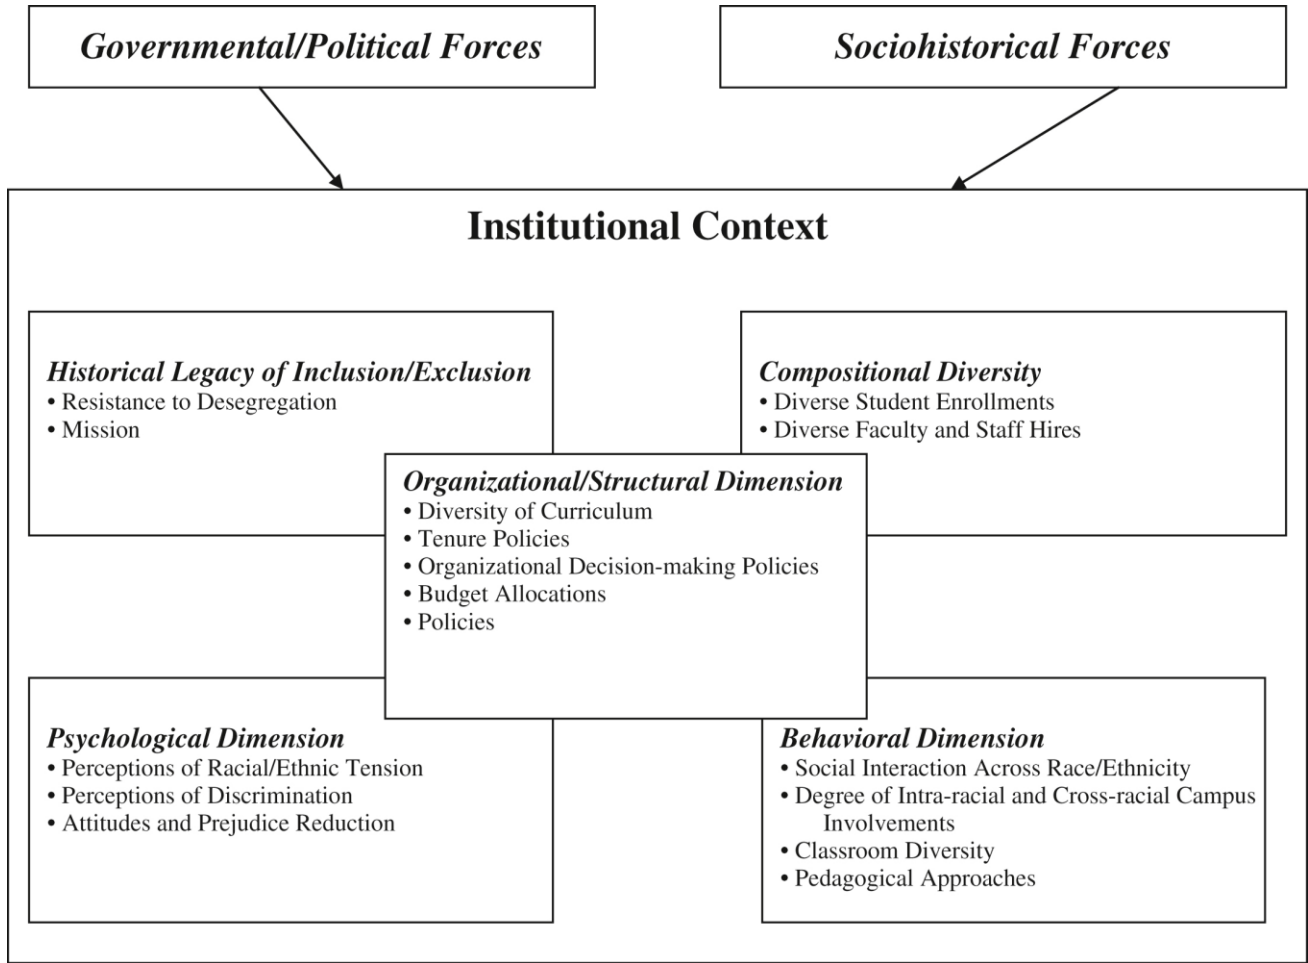 Governmental/Political Forces
Sociohistorical Forces
Institutional Context
Historical Legacy of Inclusion/Exclusion
• Resistance to Desegregation
• Mission
Compositional Diversity
• Diverse Student Enrollments
• Diverse Faculty and Staff Hires
Organizational/Structural Dimension
• Diversity of Curriculum
• Tenure Policies
• Organizational Decision-making Policies
• Budget Allocations
• Policies
Psychological Dimension
• Perceptions of Racial/Ethnic Tension
• Perceptions of Discrimination
• Attitudes and Prejudice Reduction
Behavioral Dimension
• Social Interaction Across Race/Ethnicity
• Degree of Intra-racial and Cross-racial Campus
Involvements
• Classroom Diversity
• Pedagogical Approaches